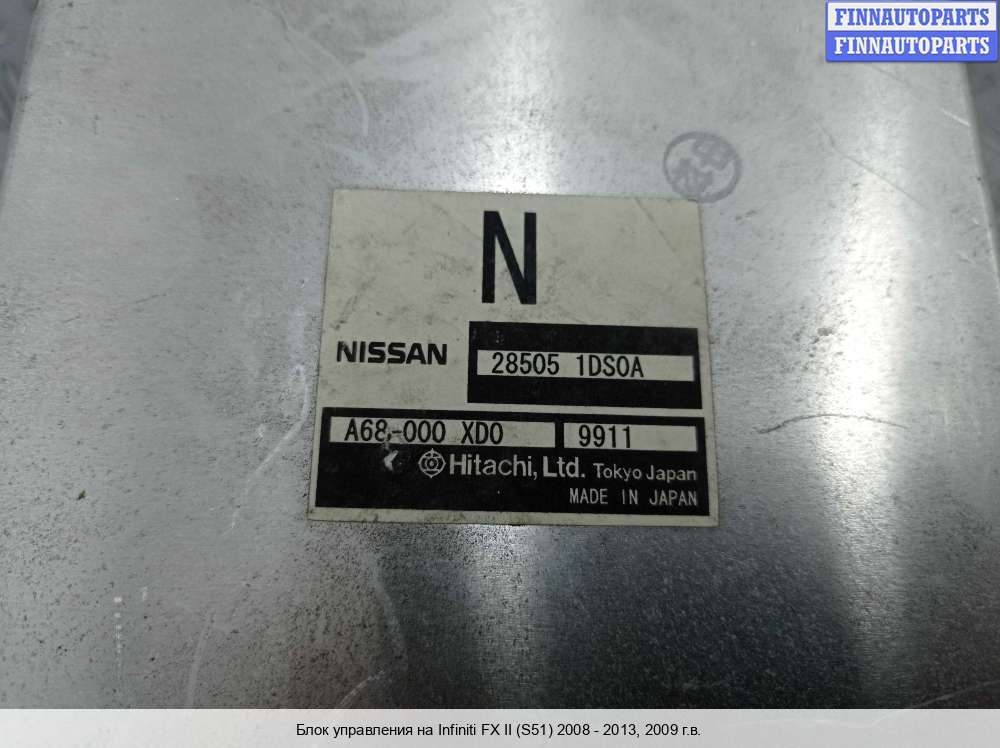 FINNAUTOPARTS
FINNAUTOPARTS
N
NISSAN
28505 1DS0A
A68-000 XD0
9911
Hitachi, Ltd. Tokyo Japan
MADE IN JAPAN
Блок управления на Infiniti FX II (S51) 2008 - 2013, 2009 г.в.